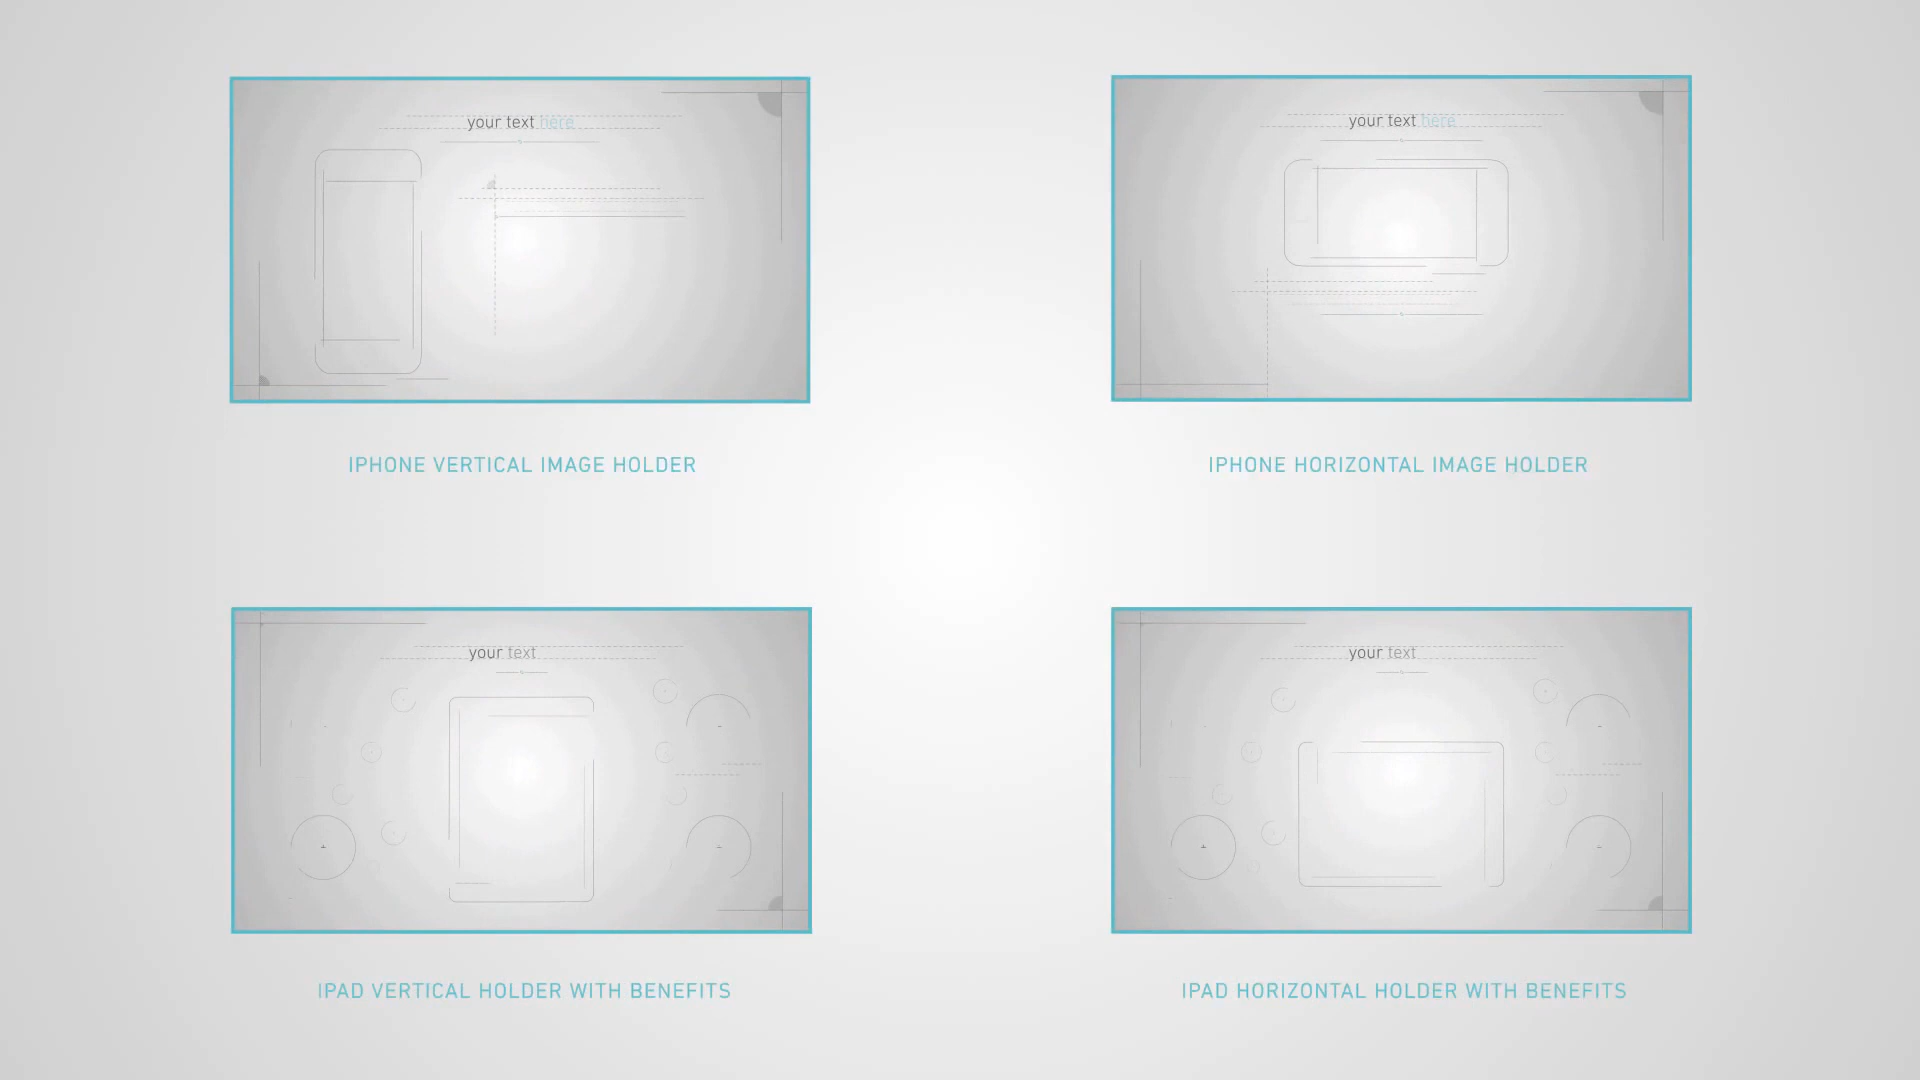 your text here
your text here
IPHONE VERTICAL IMAGE HOLDER
IPHONE HORIZONTAL IMAGE HOLDER
your text
your text
IPAD VERTICAL HOLDER WITH BENEFITS
IPAD HORIZONTAL HOLDER WITH BENEFITS